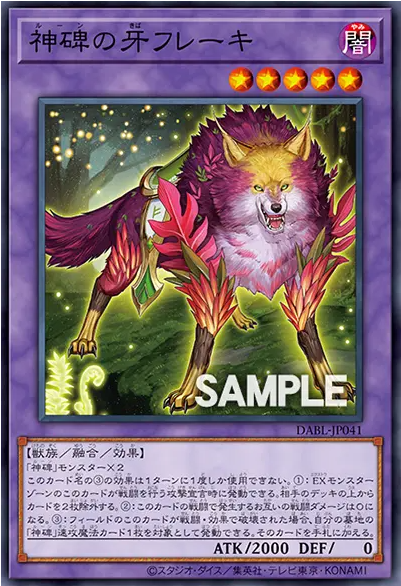 神碑の牙フレーキ
ルーン
きば
闇
やみ
SAMPLE
DABL-JP041
【獣族／融合／効果】
「神碑」モンスター×2
このカード名の③の効果は1ターンに1度しか使用できない。①：EXモンスター
ゾーンのこのカードが戦闘を行う攻撃宣言時に発動できる。相手のデッキの上から
カードを2枚除外する。②：このカードの戦闘で発生するお互いの戦闘ダメージは0に
なる。③：フィールドのこのカードが戦闘・効果で破壊された場合、自分の墓地の
「神碑」速攻魔法カード1枚を対象として発動できる。そのカードを手札に加える。
ATK/2000 DEF/ 0
©スタジオ・ダイス／集英社・テレビ東京・KONAMI